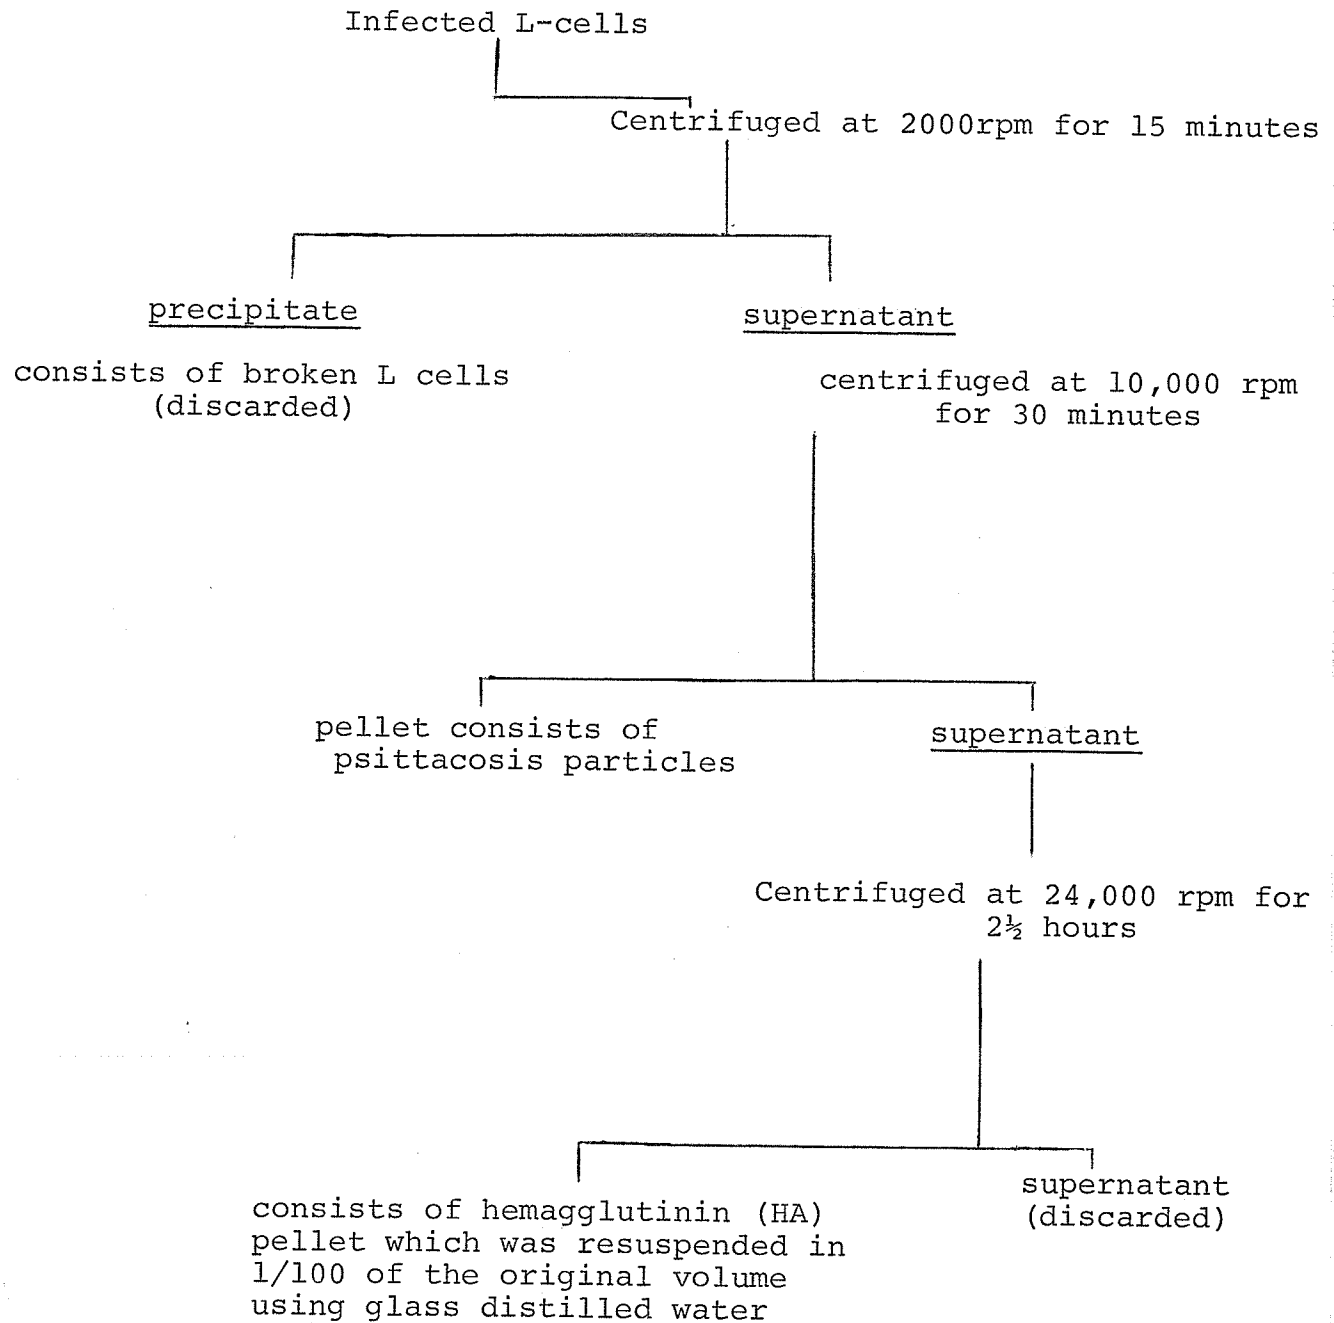 Infected L-cells
Centrifuged at 2000rpm for 15 minutes
precipitate
consists of broken L cells
(discarded)
supernatant
centrifuged at 10,000 rpm
for 30 minutes
pellet consists of
psittacosis particles
supernatant
Centrifuged at 24,000 rpm for
2½ hours
consists of hemagglutinin (HA)
pellet which was resuspended in
1/100 of the original volume
using glass distilled water
supernatant
(discarded)